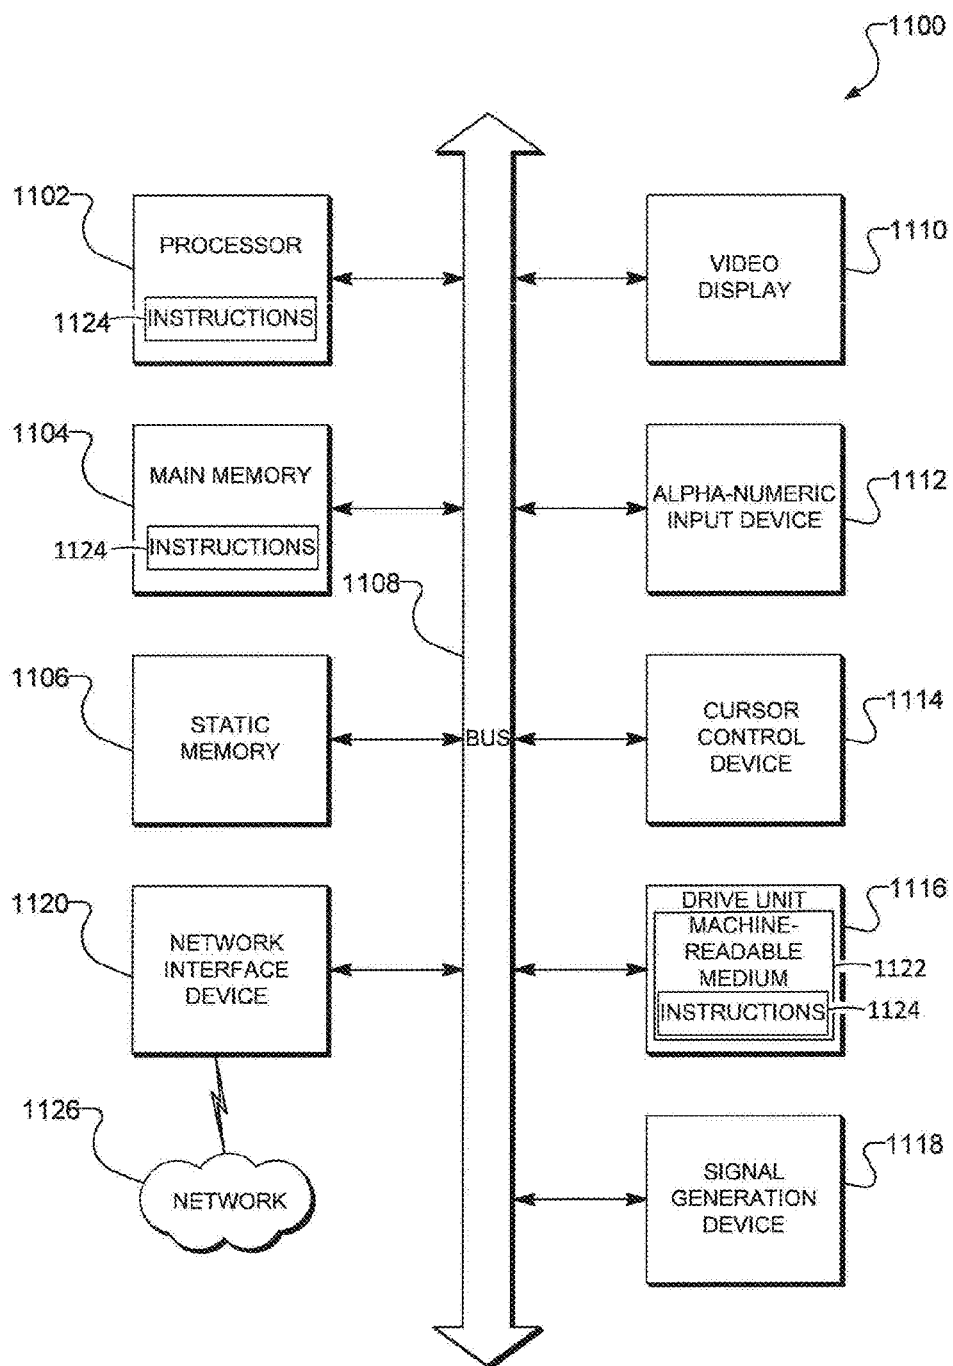 1100
1102
PROCESSOR
1124
INSTRUCTIONS
1110
VIDEO
DISPLAY
1104
MAIN MEMORY
1124
INSTRUCTIONS
1112
ALPHA-NUMERIC
INPUT DEVICE
1108
BUS
1106
STATIC
MEMORY
1114
CURSOR
CONTROL
DEVICE
1120
NETWORK
INTERFACE
DEVICE
1116
DRIVE UNIT
MACHINE-
READABLE
MEDIUM
1122
INSTRUCTIONS
1124
1126
NETWORK
1118
SIGNAL
GENERATION
DEVICE